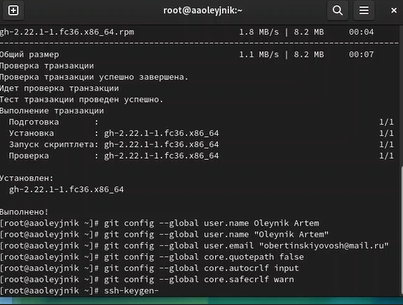 root@aaoleyjnik:~
gh-2.22.1-1.fc36.x86_64.rpm 1.8 MB/s | 8.2 MB 00:04
--------------------------------------------------------------------------------
Общий размер 1.1 MB/s | 8.2 MB 00:07
Проверка транзакции
Проверка транзакции успешно завершена.
Идет проверка транзакции
Тест транзакции проведен успешно.
Выполнение транзакции
Подготовка : 1/1
Установка : gh-2.22.1-1.fc36.x86_64 1/1
Запуск скриптлета: gh-2.22.1-1.fc36.x86_64 1/1
Проверка : gh-2.22.1-1.fc36.x86_64 1/1
Установлен:
gh-2.22.1-1.fc36.x86_64
Выполнено!
[root@aaoleyjnik ~]# git config --global user.name Oleynik Artem
[root@aaoleyjnik ~]# git config --global user.name "Oleynik Artem"
[root@aaoleyjnik ~]# git config --global user.email "obertinskiyovosh@mail.ru"
[root@aaoleyjnik ~]# git config --global core.quotepath false
[root@aaoleyjnik ~]# git config --global core.autocrlf input
[root@aaoleyjnik ~]# git config --global core.safecrlf warn
[root@aaoleyjnik ~]# ssh-keygen-